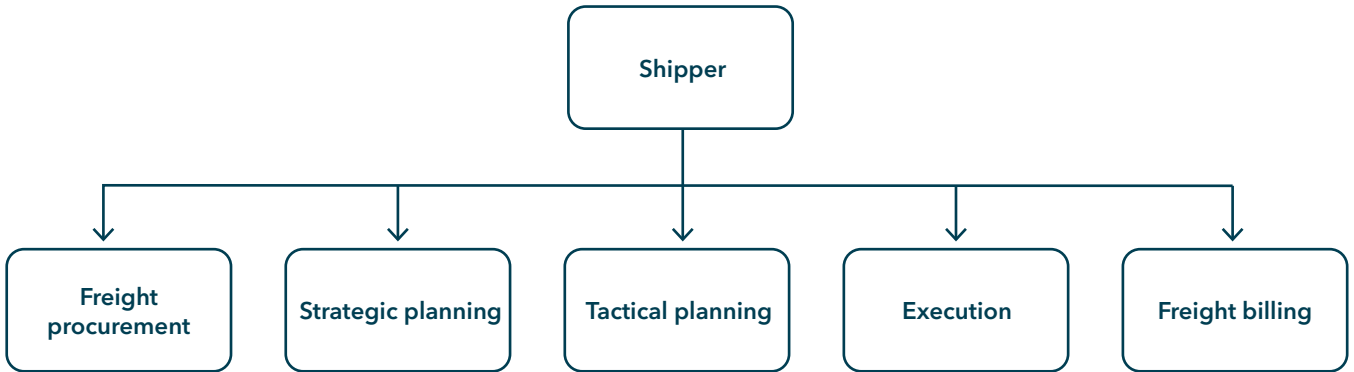 Shipper
Freight
procurement
Strategic planning
Tactical planning
Execution
Freight billing